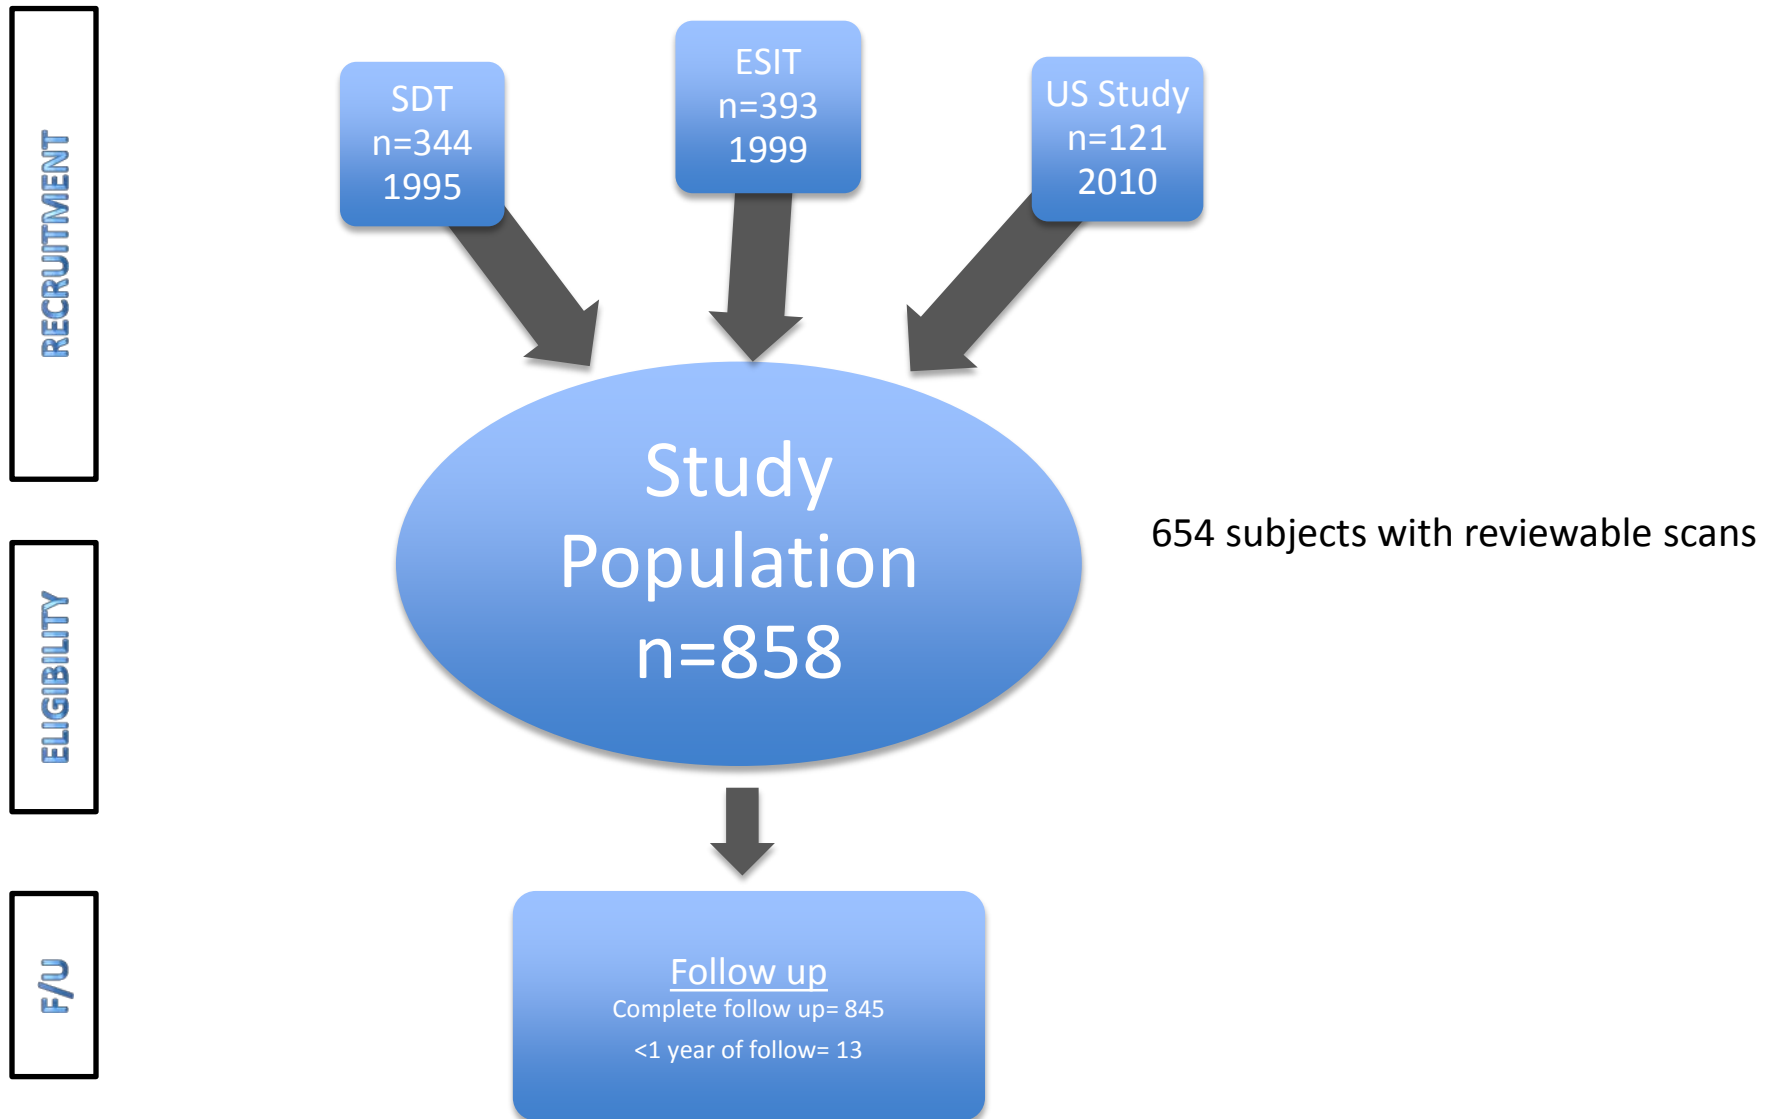 RECRUITMENT
SDT
n=344
1995
ESIT
n=393
1999
US Study
n=121
2010
ELIGIBILITY
Study
Population
n=858
654 subjects with reviewable scans
F/U
Follow up
Complete follow up= 845
<1 year of follow= 13